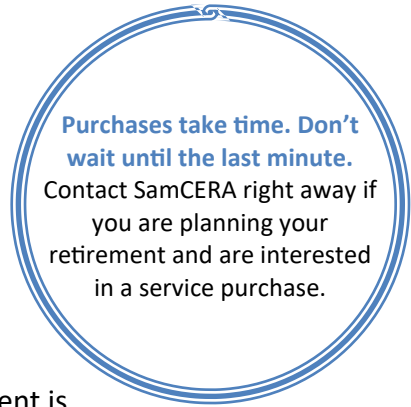 Purchases take time. Don't
wait until the last minute.
Contact SamCERA right away if
you are planning your
retirement and are interested
in a service purchase.